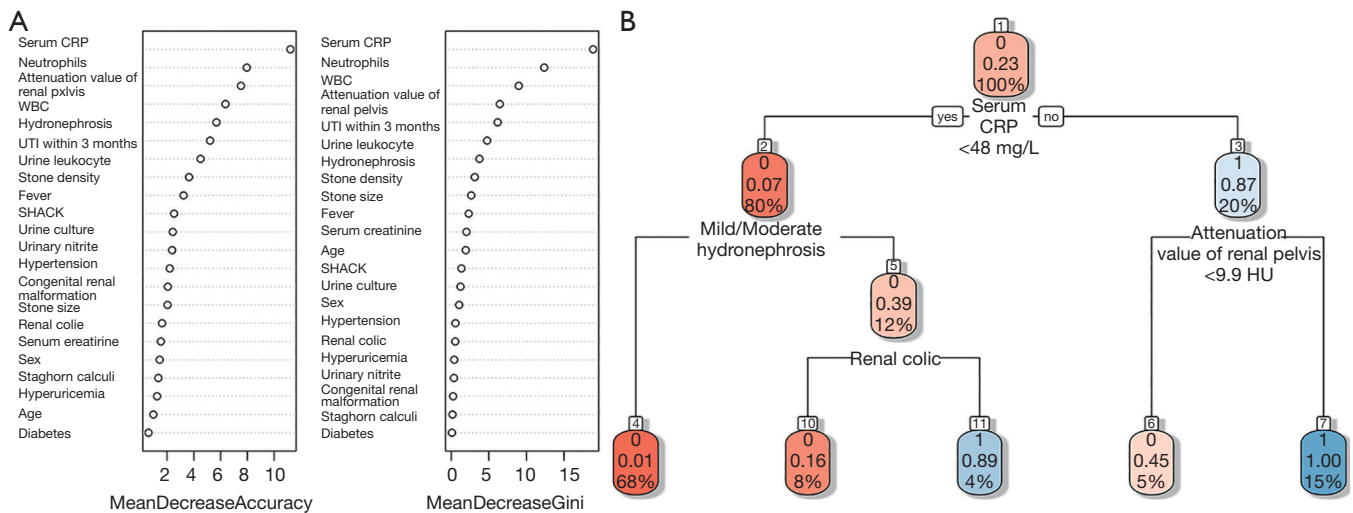 A
Serum CRP
Neutrophils
Attenuation value of
renal pxlvis
WBC
Hydronephrosis
UTI within 3 months
Urine leukocyte
Stone density
Fever
SHACK
Urine culture
Urinary nitrite
Hypertension
Congenital renal
malformation
Stone size
Renal colie
Serum ereatirine
Sex
Staghorn calculi
Hyperuricemia
Age
Diabetes
2 4 6 8 10
MeanDecreaseAccuracy
Serum CRP
Neutrophils
WBC
Attenuation value of
renal pelvis
UTI within 3 months
Urine leukocyte
Hydronephrosis
Stone density
Stone size
Fever
Serum creatinine
Age
SHACK
Urine culture
Sex
Hypertension
Renal colic
Hyperuricemia
Urinary nitrite
Congenital renal
malformation
Staghorn calculi
Diabetes
0 5 10 15
MeanDecreaseGini
B
1
0
0.23
100%
yes
Serum
CRP
<48 mg/L
no
2
0
0.07
80%
Mild/Moderate
hydronephrosis
3
1
0.87
20%
Attenuation
value of renal pelvis
<9.9 HU
5
0
0.39
12%
Renal colic
4
0
0.01
68%
10
0
0.16
8%
11
1
0.89
4%
6
0
0.45
5%
7
1
1.00
15%